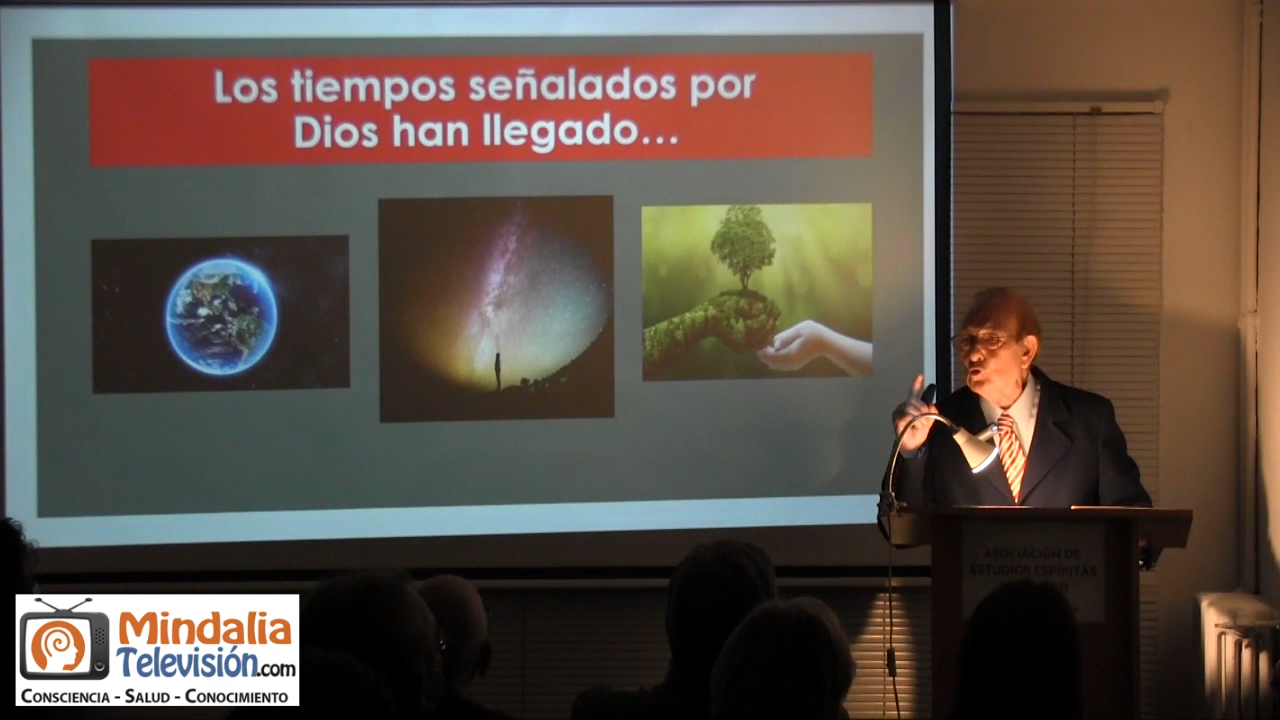 Los tiempos señalados por
Dios han llegado...
ASOCIACIÓN DE
ESTUDIOS ESPÍRITAS
Mindalia
Televisión.com
CONSCIENCIA - SALUD - CONOCIMIENTO